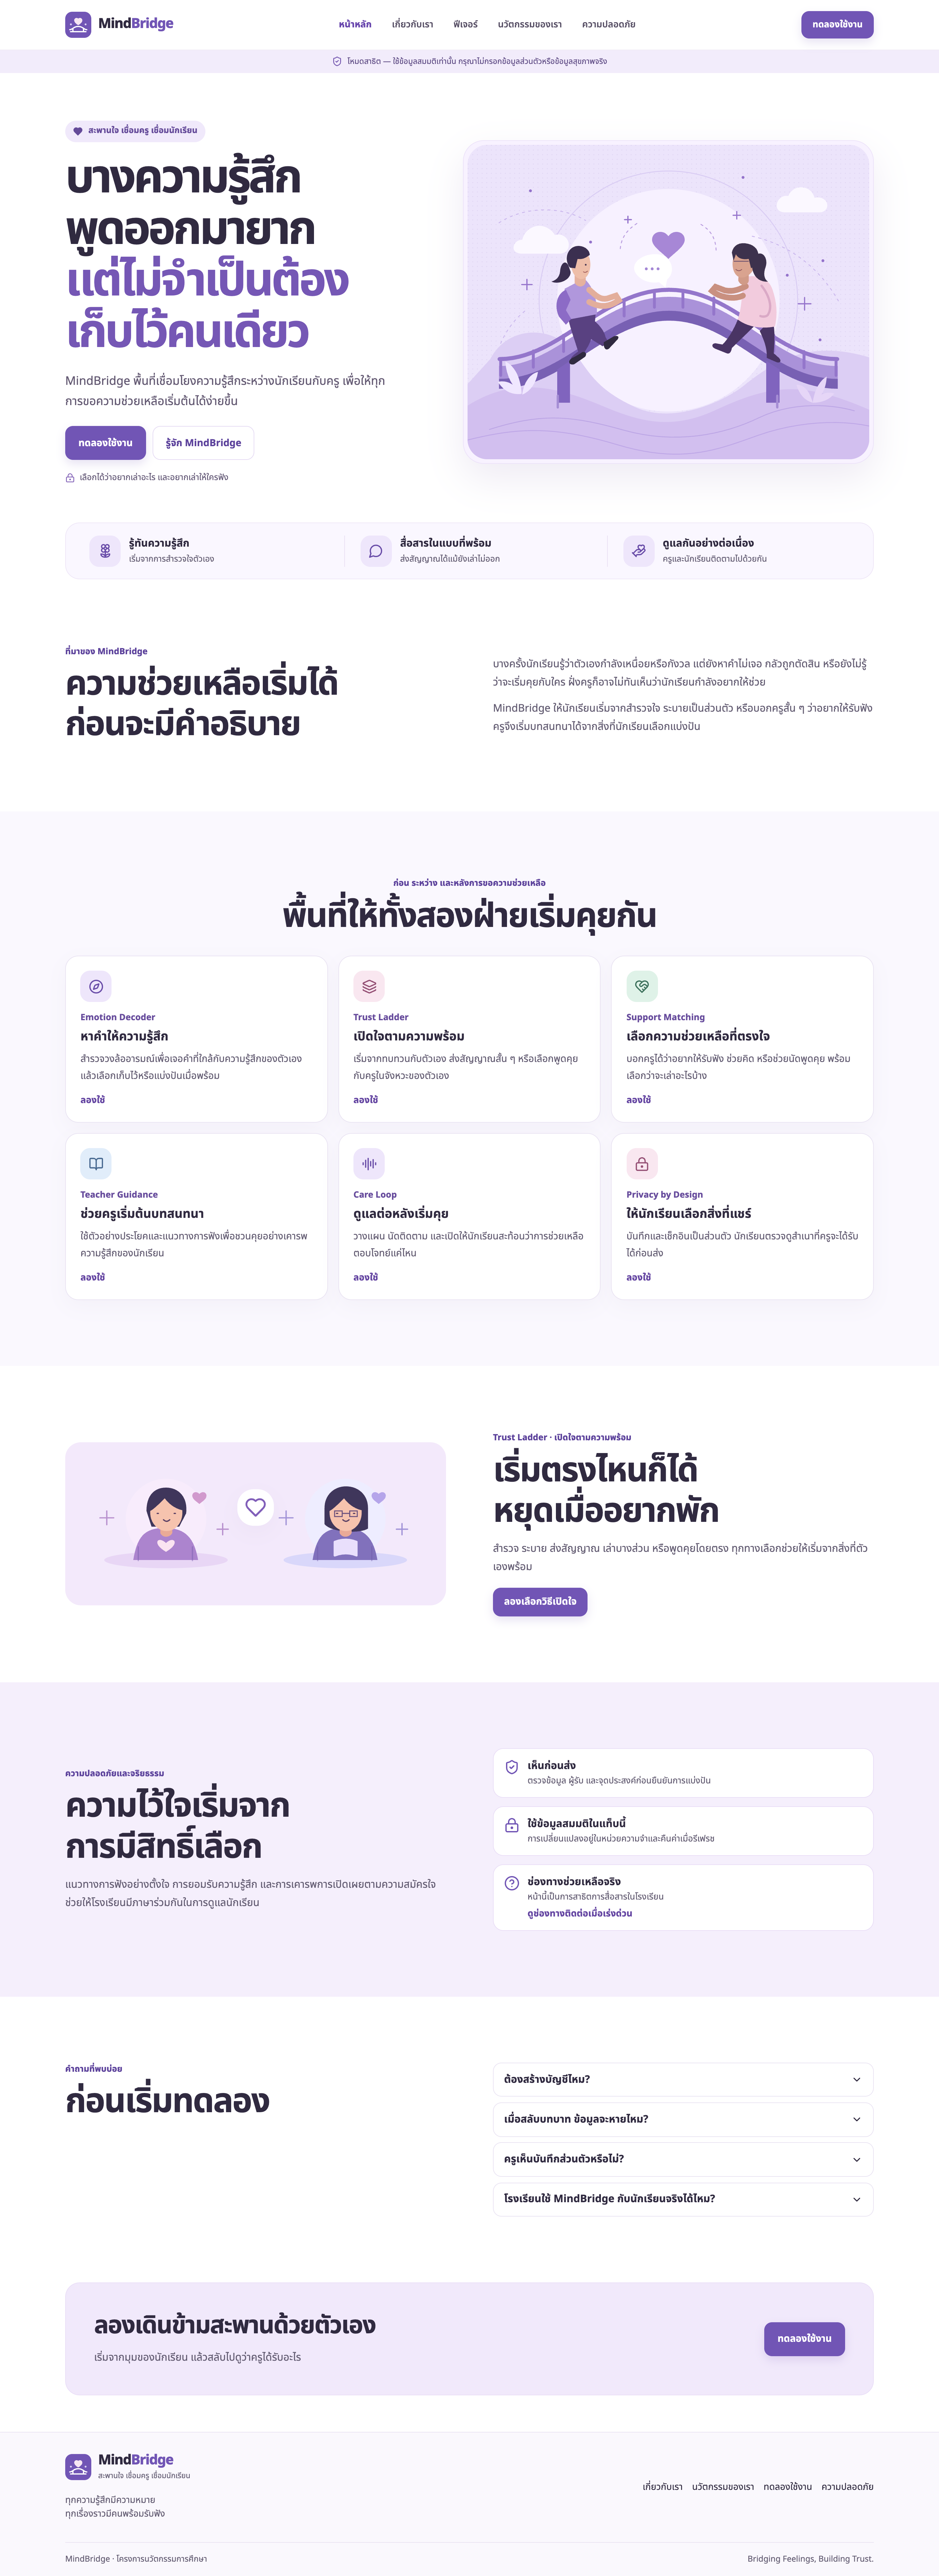 MindBridge
หน้าหลัก เกี่ยวกับเรา ฟีเจอร์ นวัตกรรมของเรา ความปลอดภัย
ทดลองใช้งาน
โหมดสาธิต — ใช้ข้อมูลสมมติเท่านั้น กรุณาไม่กรอกข้อมูลส่วนตัวหรือข้อมูลสุขภาพจริง
สะพานใจ เชื่อมครู เชื่อมนักเรียน
บางความรู้สึก
พูดออกมายาก
แต่ไม่จำเป็นต้อง
เก็บไว้คนเดียว
MindBridge พื้นที่เชื่อมโยงความรู้สึกระหว่างนักเรียนกับครู เพื่อให้ทุก
การขอความช่วยเหลือเริ่มต้นได้ง่ายขึ้น
ทดลองใช้งาน
รู้จัก MindBridge
เลือกได้ว่าอยากเล่าอะไร และอยากเล่าให้ใครฟัง
รู้ทันความรู้สึก
เริ่มจากการสำรวจใจตัวเอง
สื่อสารในแบบที่พร้อม
ส่งสัญญาณได้แม้ยังเล่าไม่ออก
ดูแลกันอย่างต่อเนื่อง
ครูและนักเรียนติดตามไปด้วยกัน
ที่มาของ MindBridge
ความช่วยเหลือเริ่มได้
ก่อนจะมีคำอธิบาย
บางครั้งนักเรียนรู้ว่าตัวเองกำลังเหนื่อยหรือกังวล แต่ยังหาคำไม่เจอ กลัวถูกตัดสิน หรือยังไม่รู้
ว่าจะเริ่มคุยกับใคร ฝั่งครูก็อาจไม่ทันเห็นว่านักเรียนกำลังอยากให้ช่วย
MindBridge ให้นักเรียนเริ่มจากสำรวจใจ ระบายเป็นส่วนตัว หรือบอกครูสั้น ๆ ว่าอยากให้รับฟัง
ครูจึงเริ่มบทสนทนาได้จากสิ่งที่นักเรียนเลือกแบ่งปัน
ก่อน ระหว่าง และหลังการขอความช่วยเหลือ
พื้นที่ให้ทั้งสองฝ่ายเริ่มคุยกัน
Emotion Decoder
หาคำให้ความรู้สึก
สำรวจวงล้ออารมณ์เพื่อเจอคำที่ใกล้กับความรู้สึกของตัวเอง
แล้วเลือกเก็บไว้หรือแบ่งปันเมื่อพร้อม
ลองใช้
Trust Ladder
เปิดใจตามความพร้อม
เริ่มจากทบทวนกับตัวเอง ส่งสัญญาณสั้น ๆ หรือเลือกพูดคุย
กับครูในจังหวะของตัวเอง
ลองใช้
Support Matching
เลือกความช่วยเหลือที่ตรงใจ
บอกครูได้ว่าอยากให้รับฟัง ช่วยคิด หรือช่วยนัดพูดคุย พร้อม
เลือกว่าจะเล่าอะไรบ้าง
ลองใช้
Teacher Guidance
ช่วยครูเริ่มต้นบทสนทนา
ใช้ตัวอย่างประโยคและแนวทางการฟังเพื่อชวนคุยอย่างเคารพ
ความรู้สึกของนักเรียน
ลองใช้
Care Loop
ดูแลต่อหลังเริ่มคุย
วางแผน นัดติดตาม และเปิดให้นักเรียนสะท้อนว่าการช่วยเหลือ
ตอบโจทย์แค่ไหน
ลองใช้
Privacy by Design
ให้นักเรียนเลือกสิ่งที่แชร์
บันทึกและเช็กอินเป็นส่วนตัว นักเรียนตรวจดูสำเนาที่ครูจะได้รับ
ได้ก่อนส่ง
ลองใช้
Trust Ladder · เปิดใจตามความพร้อม
เริ่มตรงไหนก็ได้
หยุดเมื่ออยากพัก
สำรวจ ระบาย ส่งสัญญาณ เล่าบางส่วน หรือพูดคุยโดยตรง ทุกทางเลือกช่วยให้เริ่มจากสิ่งที่ตัว
เองพร้อม
ลองเลือกวิธีเปิดใจ
ความปลอดภัยและจริยธรรม
ความไว้ใจเริ่มจาก
การมีสิทธิ์เลือก
แนวทางการฟังอย่างตั้งใจ การยอมรับความรู้สึก และการเคารพการเปิดเผยตามความสมัครใจ
ช่วยให้โรงเรียนมีภาษาร่วมกันในการดูแลนักเรียน
เห็นก่อนส่ง
ตรวจข้อมูล ผู้รับ และจุดประสงค์ก่อนยืนยันการแบ่งปัน
ใช้ข้อมูลสมมติในแท็บนี้
การเปลี่ยนแปลงอยู่ในหน่วยความจำและคืนค่าเมื่อรีเฟรช
ช่องทางช่วยเหลือจริง
หน้านี้เป็นการสาธิตการสื่อสารในโรงเรียน
ดูช่องทางติดต่อเมื่อเร่งด่วน
คำถามที่พบบ่อย
ก่อนเริ่มทดลอง
ต้องสร้างบัญชีไหม?
เมื่อสลับบทบาท ข้อมูลจะหายไหม?
ครูเห็นบันทึกส่วนตัวหรือไม่?
โรงเรียนใช้ MindBridge กับนักเรียนจริงได้ไหม?
ลองเดินข้ามสะพานด้วยตัวเอง
เริ่มจากมุมของนักเรียน แล้วสลับไปดูว่าครูได้รับอะไร
ทดลองใช้งาน
MindBridge
สะพานใจ เชื่อมครู เชื่อมนักเรียน
ทุกความรู้สึกมีความหมาย
ทุกเรื่องราวมีคนพร้อมรับฟัง
เกี่ยวกับเรา นวัตกรรมของเรา ทดลองใช้งาน ความปลอดภัย
MindBridge · โครงการนวัตกรรมการศึกษา
Bridging Feelings, Building Trust.